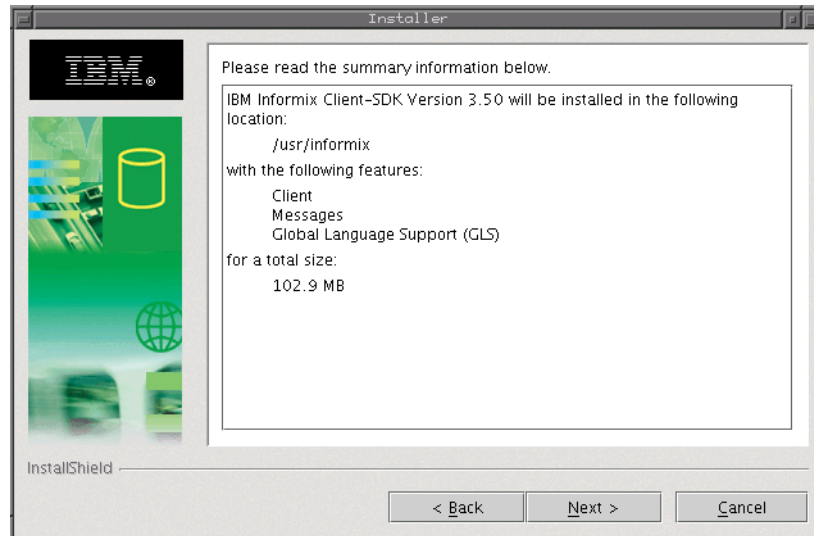 Installer
IBM®
Please read the summary information below.
IBM Informix Client-SDK Version 3.50 will be installed in the following
location:
/usr/informix
with the following features:
Client
Messages
Global Language Support (GLS)
for a total size:
102.9 MB
InstallShield
< Back
Next >
Cancel